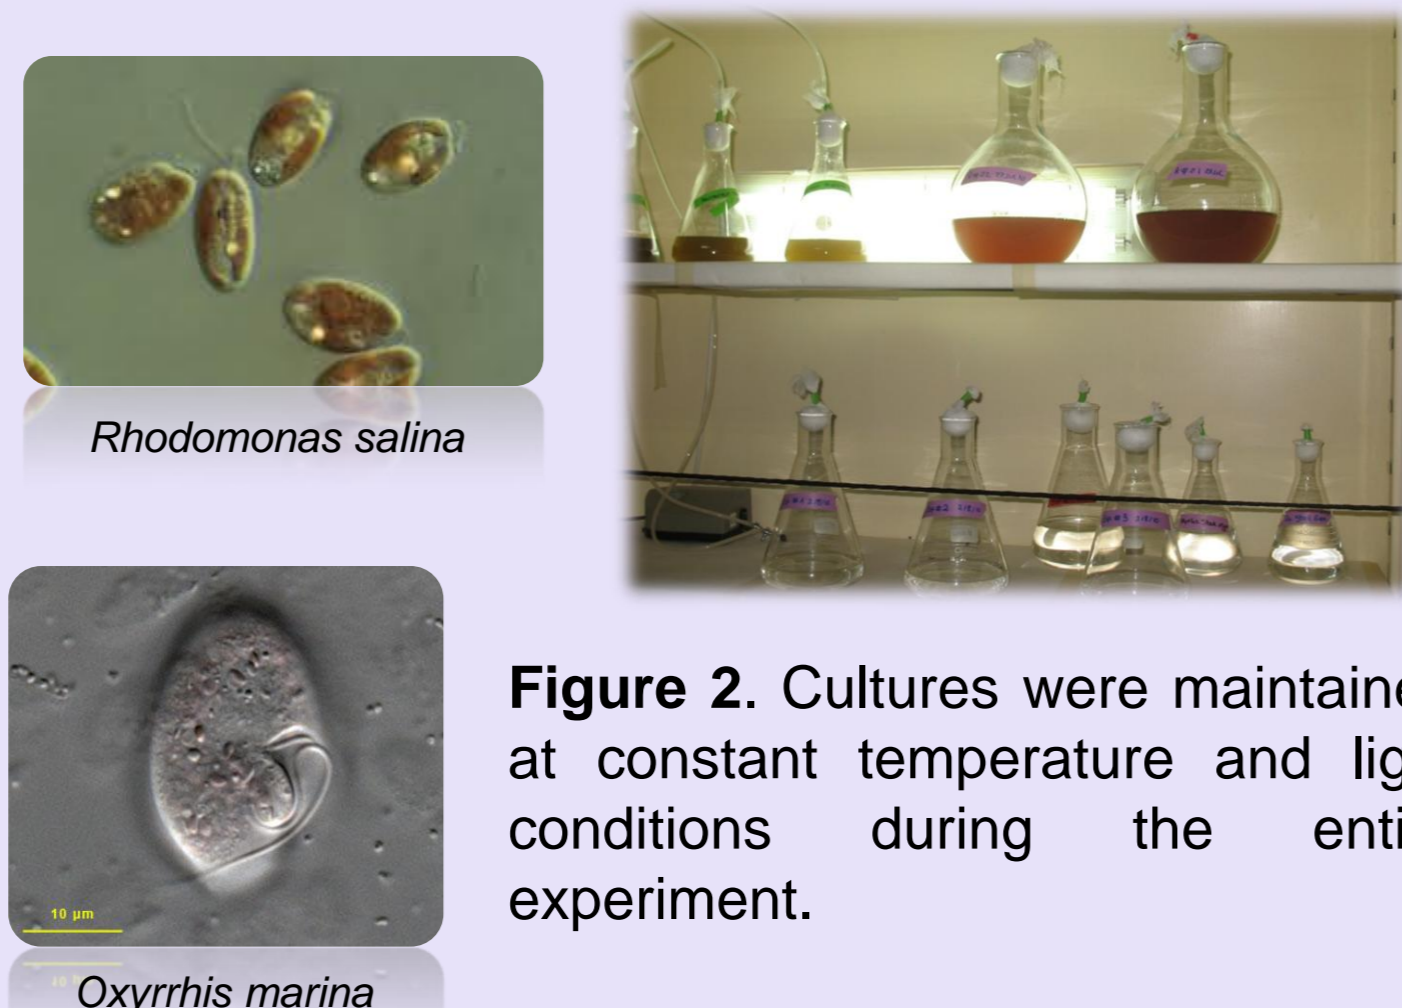 Rhodomonas salina
10 µm
Oxyrrhis marina
Figure 2. Cultures were maintaine
at constant temperature and lig
conditions during the enti
experiment.